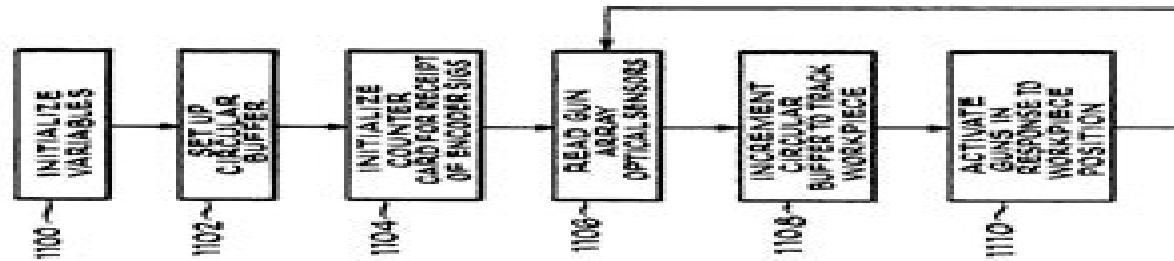 INITIALIZE
VARIABLES
1100
SET UP
CIRCULAR
BUFFER
1102
INITIALIZE
COUNTER
CARD FOR RECEIPT
OF ENCODER SIGS
1104
READ GUN
ARRAY
OPTICAL SENSORS
1106
INCREMENT
CIRCULAR
BUFFER TO TRACK
WORKPIECE
1108
ACTIVATE
GUNS IN
RESPONSE TO
WORKPIECE
POSITION
1110